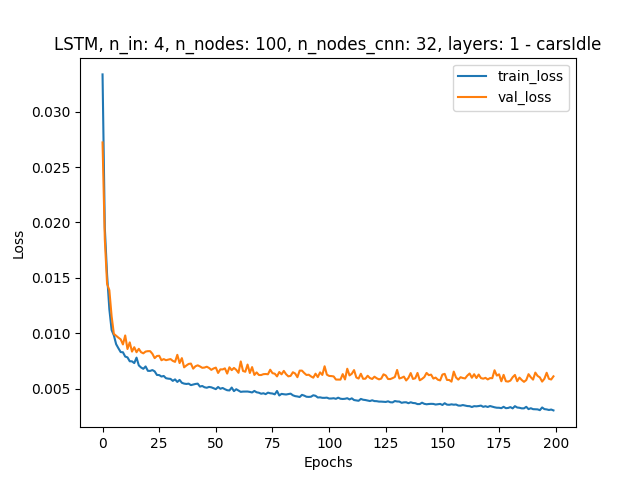 LSTM, n_in: 4, n_nodes: 100, n_nodes_cnn: 32, layers: 1 - carsIdle
train_loss
val_loss
0.030
0.025
0.020
0.015
0.010
0.005
Loss
0 25 50 75 100 125 150 175 200
Epochs